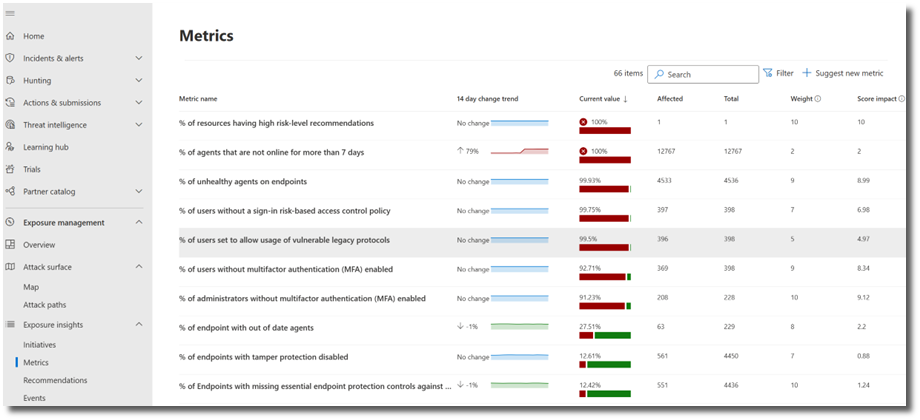 Home
Incidents & alerts
Hunting
Actions & submissions
Threat intelligence
Learning hub
Trials
Partner catalog
Exposure management
Overview
Attack surface
Map
Attack paths
Exposure insights
Initiatives
Metrics
Recommendations
Events
Metrics
66 items Search Filter Suggest new metric
Metric name 14 day change trend Current value ↓ Affected Total Weight Score impact
% of resources having high risk-level recommendations No change 100% 1 1 10 10
% of agents that are not online for more than 7 days ↑ 79% 100% 12767 12767 2 2
% of unhealthy agents on endpoints No change 99.93% 4533 4536 9 8.99
% of users without a sign-in risk-based access control policy No change 99.75% 397 398 7 6.98
% of users set to allow usage of vulnerable legacy protocols No change 99.5% 396 398 5 4.97
% of users without multifactor authentication (MFA) enabled No change 92.71% 369 398 9 8.34
% of administrators without multifactor authentication (MFA) enabled No change 91.23% 208 228 10 9.12
% of endpoint with out of date agents ↓ -1% 27.51% 63 229 8 2.2
% of endpoints with tamper protection disabled No change 12.61% 561 4450 7 0.88
% of Endpoints with missing essential endpoint protection controls against ... ↓ -1% 12.42% 551 4436 10 1.24